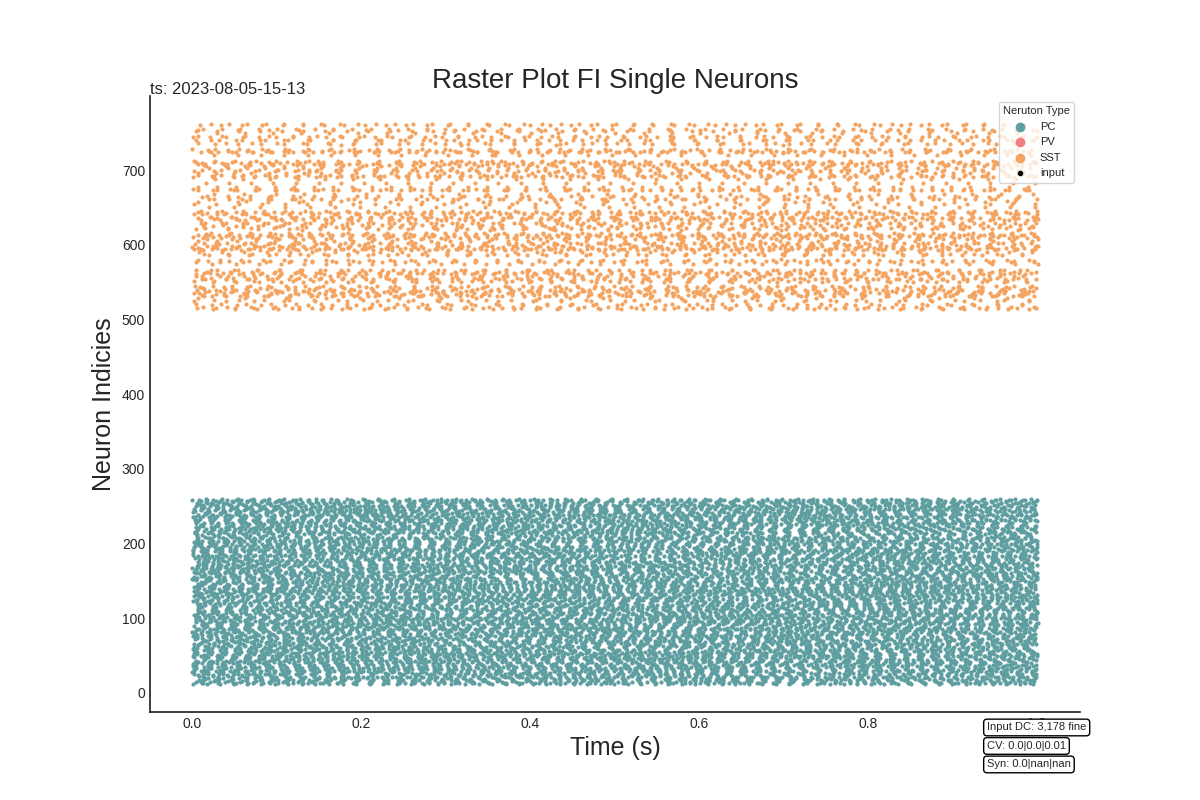 Raster Plot FI Single Neurons
ts: 2023-08-05-15-13
Neruton Type
PC
PV
SST
input
Neuron Indicies
700
600
500
400
300
200
100
0
0.0 0.2 0.4 0.6 0.8
Time (s)
Input DC: 3,178 fine
CV: 0.0|0.0|0.01
Syn: 0.0|nan|nan